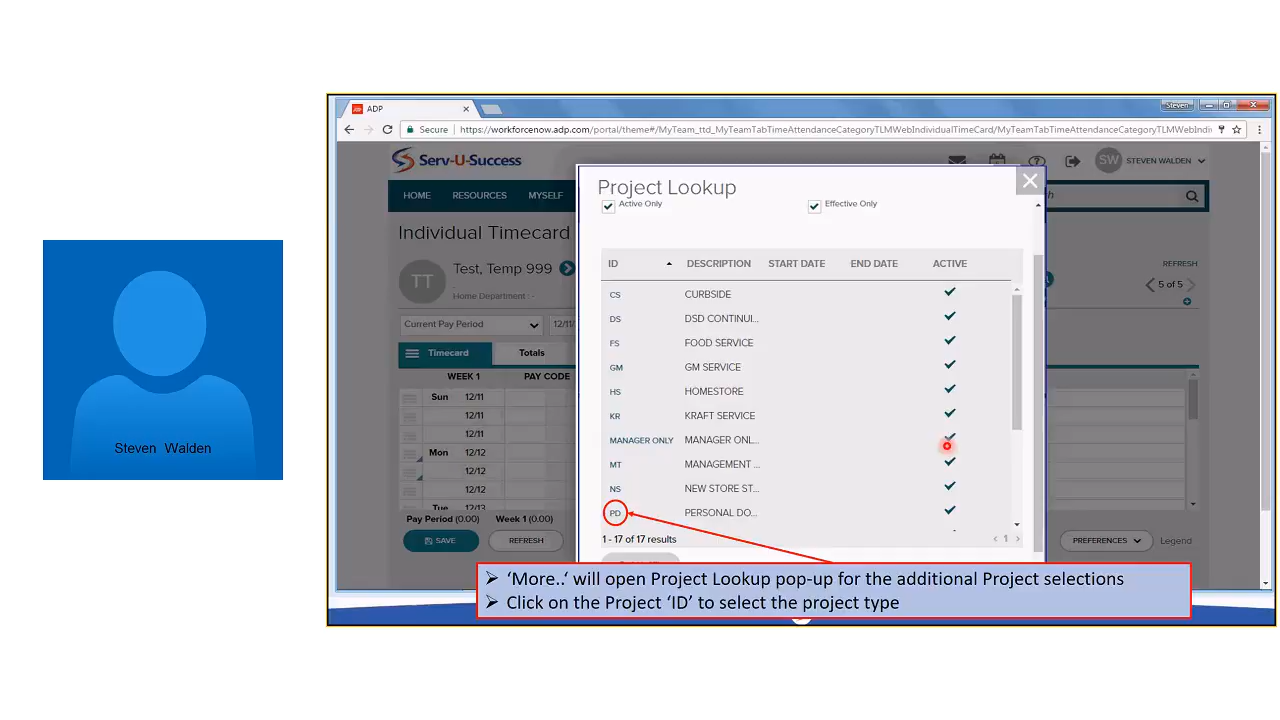 ADP
Steven
Secure https://workforcenow.adp.com/portal/theme#/MyTeam_ttd_MyTeamTabTimeAttendanceCategoryTLMWebIndividualTimeCard/MyTeamTabTimeAttendanceCategoryTLMWebIndivi
Serv-U-Success
SW STEVEN WALDEN
HOME RESOURCES MYSELF
Individual Timecard
TT
Test, Temp 999
Home Department : -
REFRESH
5 of 5
Current Pay Period 12/11/
Timecard Totals
WEEK 1 PAY CODE
Sun 12/11
12/11
12/11
Mon 12/12
12/12
12/12
Tue 12/13
Pay Period (0.00) Week 1 (0.00)
SAVE REFRESH
PREFERENCES Legend
Project Lookup
Active Only Effective Only
ID DESCRIPTION START DATE END DATE ACTIVE
CS CURBSIDE
DS DSD CONTINUI...
FS FOOD SERVICE
GM GM SERVICE
HS HOMESTORE
KR KRAFT SERVICE
MANAGER ONLY MANAGER ONL...
MT MANAGEMENT ...
NS NEW STORE ST...
PD PERSONAL DO...
1 - 17 of 17 results
1
➢ ‘More..‘ will open Project Lookup pop-up for the additional Project selections
➢ Click on the Project ‘ID’ to select the project type
Steven Walden